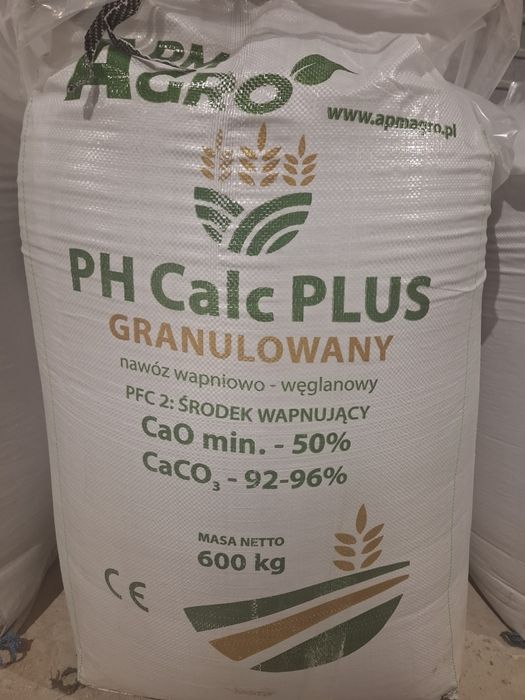 APM
AGRO
www.apmagro.pl
PH Calc PLUS
GRANULOWANY
nawóz wapniowo - węglanowy
PFC 2: ŚRODEK WAPNUJĄCY
CaO min. - 50%
CaCO₃ - 92-96%
MASA NETTO
600 kg
CE